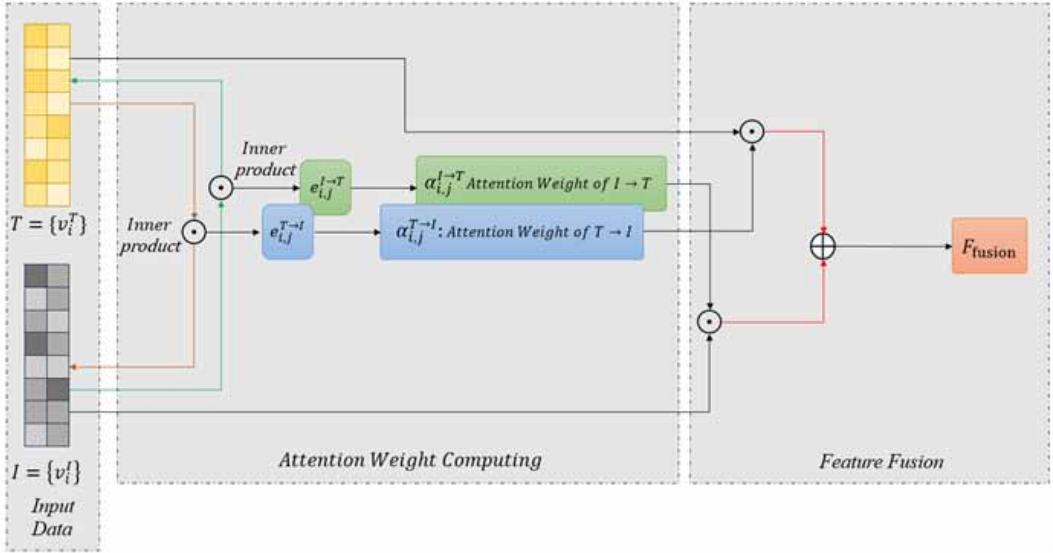 T = {v_i^T}
I = {v_i^I}
Input
Data
Inner
product
e_{i,j}^{I→T}
α_{i,j}^{I→T} Attention Weight of I → T
Inner
product
e_{i,j}^{T→I}
α_{i,j}^{T→I}: Attention Weight of T → I
Attention Weight Computing
F_fusion
Feature Fusion